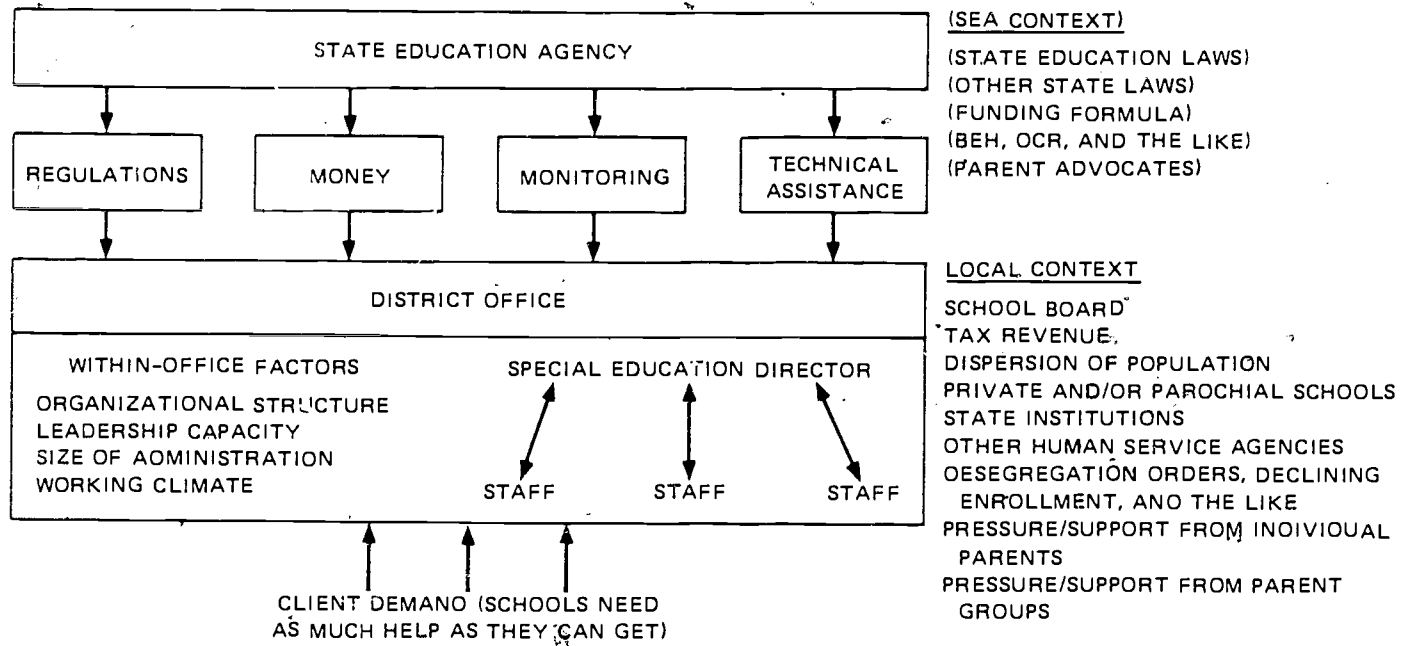 STATE EDUCATION AGENCY
REGULATIONS
MONEY
MONITORING
TECHNICAL
ASSISTANCE
(SEA CONTEXT)
(STATE EDUCATION LAWS)
(OTHER STATE LAWS)
(FUNDING FORMULA)
(BEH, OCR, AND THE LIKE)
(PARENT ADVOCATES)
DISTRICT OFFICE
WITHIN-OFFICE FACTORS
ORGANIZATIONAL STRUCTURE
LEADERSHIP CAPACITY
SIZE OF AOMINISTRATION
WORKING CLIMATE
SPECIAL EDUCATION DIRECTOR
STAFF
STAFF
STAFF
CLIENT DEMANO (SCHOOLS NEED
AS MUCH HELP AS THEY CAN GET)
LOCAL CONTEXT
SCHOOL BOARD
TAX REVENUE,
DISPERSION OF POPULATION
PRIVATE AND/OR PAROCHIAL SCHOOLS
STATE INSTITUTIONS
OTHER HUMAN SERVICE AGENCIES
OESEGREGATION ORDERS, DECLINING
ENROLLMENT, ANO THE LIKE
PRESSURE/SUPPORT FROM INOIVIDUAL
PARENTS
PRESSURE/SUPPORT FROM PARENT
GROUPS